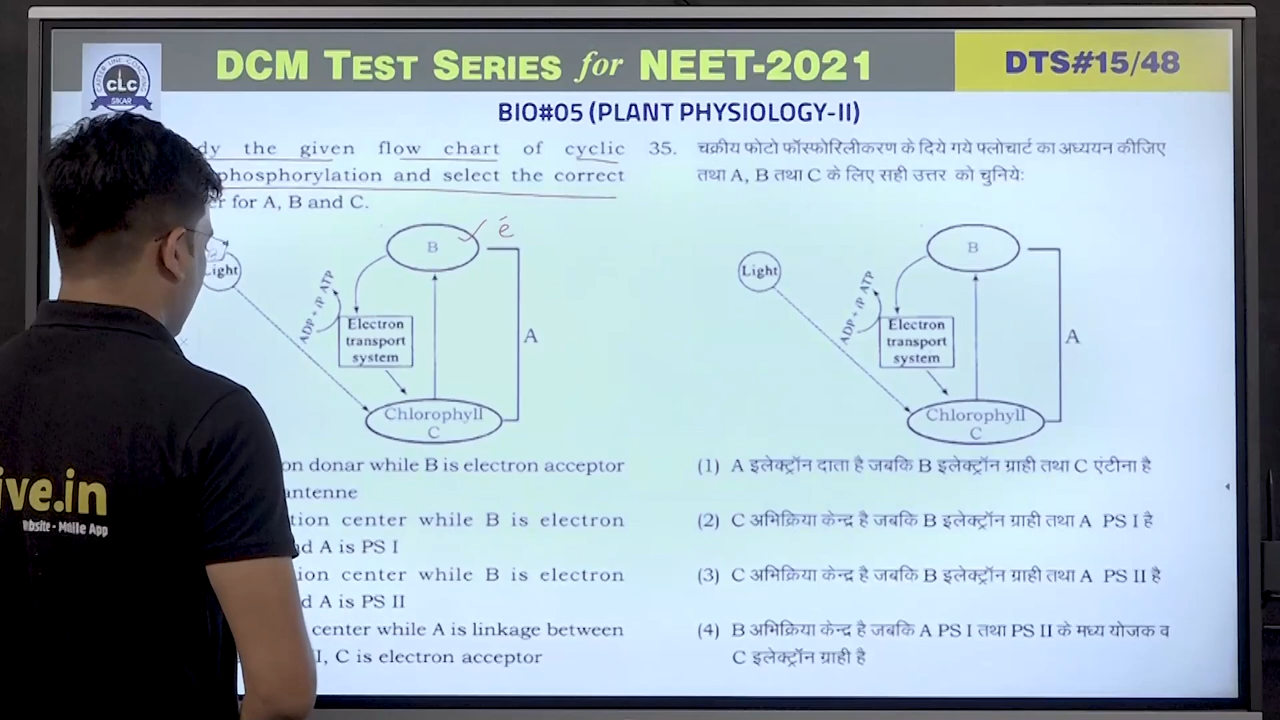 DCM TEST SERIES for NEET-2021
DTS#15/48
CLC
SIKAR
BIO#05 (PLANT PHYSIOLOGY-II)
dy the given flow chart of cyclic
phosphorylation and select the correct
er for A, B and C.
B
é
Light
ADP + iP ATP
Electron
transport
system
A
Chlorophyll
C
on donar while B is electron acceptor
antenne
tion center while B is electron
d A is PS I
ion center while B is electron
d A is PS II
center while A is linkage between
I, C is electron acceptor
35. चक्रीय फोटो फॉस्फोरिलीकरण के दिये गये फ्लोचार्ट का अध्ययन कीजिए
तथा A, B तथा C के लिए सही उत्तर को चुनिये:
B
Light
ADP + iP ATP
Electron
transport
system
A
Chlorophyll
C
(1) A इलेक्ट्रॉन दाता है जबकि B इलेक्ट्रॉन ग्राही तथा C एंटीना है
(2) C अभिक्रिया केन्द्र है जबकि B इलेक्ट्रॉन ग्राही तथा A PS I है
(3) C अभिक्रिया केन्द्र है जबकि B इलेक्ट्रॉन ग्राही तथा A PS II है
(4) B अभिक्रिया केन्द्र है जबकि A PS I तथा PS II के मध्य योजक व
C इलेक्ट्रॉन ग्राही है
ive.in